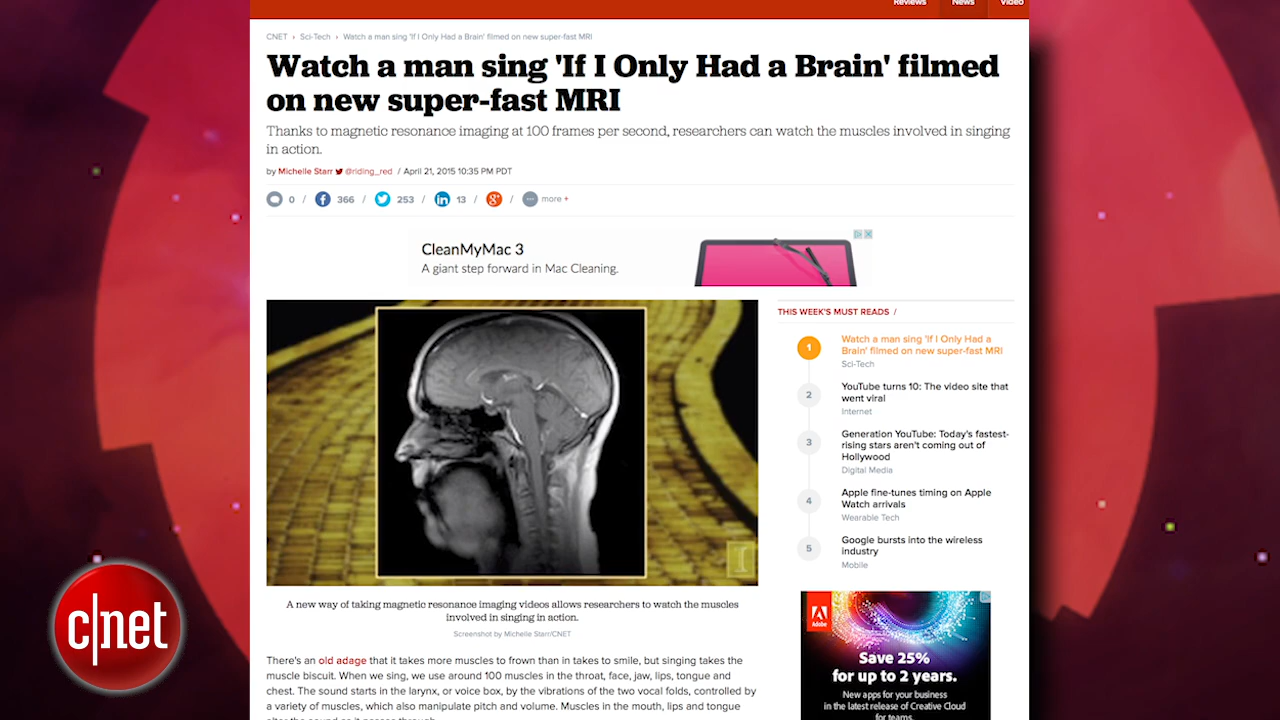 Reviews News Video
CNET › Sci-Tech › Watch a man sing 'If I Only Had a Brain' filmed on new super-fast MRI
Watch a man sing 'If I Only Had a Brain' filmed
on new super-fast MRI
Thanks to magnetic resonance imaging at 100 frames per second, researchers can watch the muscles involved in singing
in action.
by Michelle Starr @riding_red / April 21, 2015 10:35 PM PDT
0 / f 366 / 253 / in 13 / g+ / more +
CleanMyMac 3
A giant step forward in Mac Cleaning.
I
A new way of taking magnetic resonance imaging videos allows researchers to watch the muscles
involved in singing in action.
Screenshot by Michelle Starr/CNET
There's an old adage that it takes more muscles to frown than in takes to smile, but singing takes the
muscle biscuit. When we sing, we use around 100 muscles in the throat, face, jaw, lips, tongue and
chest. The sound starts in the larynx, or voice box, by the vibrations of the two vocal folds, controlled by
a variety of muscles, which also manipulate pitch and volume. Muscles in the mouth, lips and tongue
alter the sound as it passes through.
THIS WEEK'S MUST READS /
1
Watch a man sing 'If I Only Had a
Brain' filmed on new super-fast MRI
Sci-Tech
2
YouTube turns 10: The video site that
went viral
Internet
3
Generation YouTube: Today's fastest-
rising stars aren't coming out of
Hollywood
Digital Media
4
Apple fine-tunes timing on Apple
Watch arrivals
Wearable Tech
5
Google bursts into the wireless
industry
Mobile
Adobe
Save 25%
for up to 2 years.
New apps for your business
in the latest release of Creative Cloud
for teams.
c|net